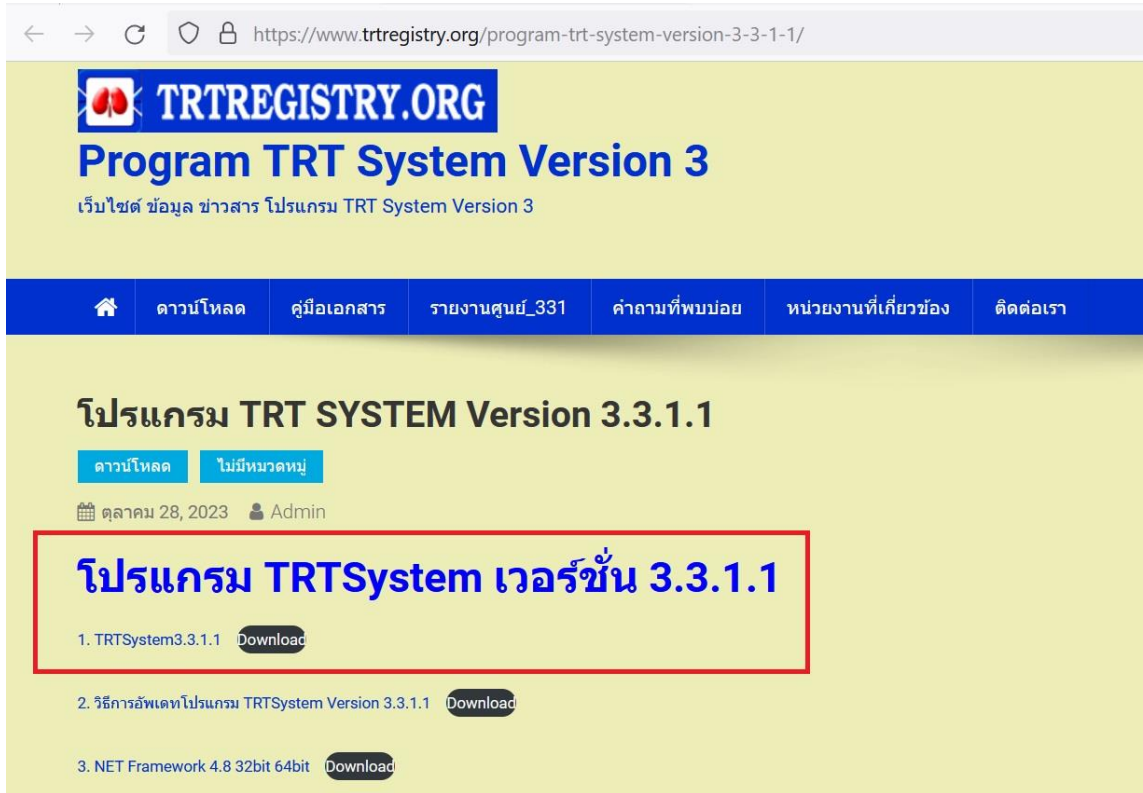 https://www.trtregistry.org/program-trt-system-version-3-3-1-1/
TRTREGISTRY.ORG
Program TRT System Version 3
เว็บไซต์ ข้อมูล ข่าวสาร โปรแกรม TRT System Version 3
ดาวน์โหลด คู่มือเอกสาร รายงานศูนย์_331 คำถามที่พบบ่อย หน่วยงานที่เกี่ยวข้อง ติดต่อเรา
โปรแกรม TRT SYSTEM Version 3.3.1.1
ดาวน์โหลด ไม่มีหมวดหมู่
ตุลาคม 28, 2023 Admin
โปรแกรม TRTSystem เวอร์ชั่น 3.3.1.1
1. TRTSystem3.3.1.1 Download
2. วิธีการอัพเดทโปรแกรม TRTSystem Version 3.3.1.1 Download
3. NET Framework 4.8 32bit 64bit Download